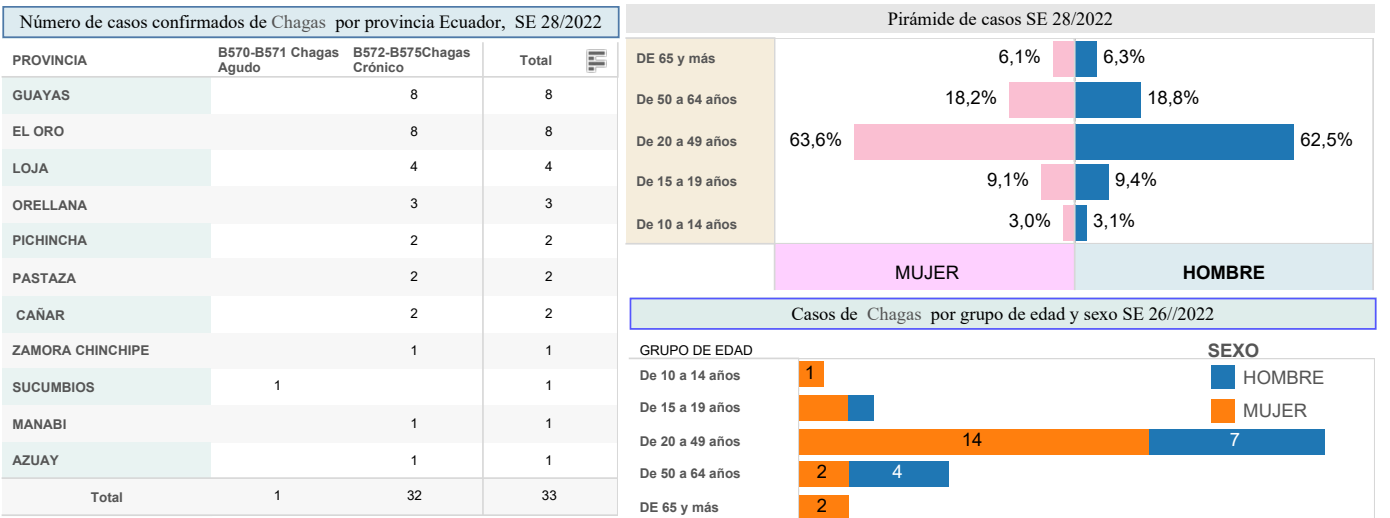 Número de casos confirmados de Chagas por provincia Ecuador, SE 28/2022
PROVINCIA B570-B571 Chagas Agudo B572-B575Chagas Crónico Total
GUAYAS 8 8
EL ORO 8 8
LOJA 4 4
ORELLANA 3 3
PICHINCHA 2 2
PASTAZA 2 2
CAÑAR 2 2
ZAMORA CHINCHIPE 1 1
SUCUMBIOS 1 1
MANABI 1 1
AZUAY 1 1
Total 1 32 33
Pirámide de casos SE 28/2022
DE 65 y más 6,1% 6,3%
De 50 a 64 años 18,2% 18,8%
De 20 a 49 años 63,6% 62,5%
De 15 a 19 años 9,1% 9,4%
De 10 a 14 años 3,0% 3,1%
MUJER HOMBRE
Casos de Chagas por grupo de edad y sexo SE 26//2022
GRUPO DE EDAD SEXO
De 10 a 14 años 1 HOMBRE
De 15 a 19 años MUJER
De 20 a 49 años 14 7
De 50 a 64 años 2 4
DE 65 y más 2